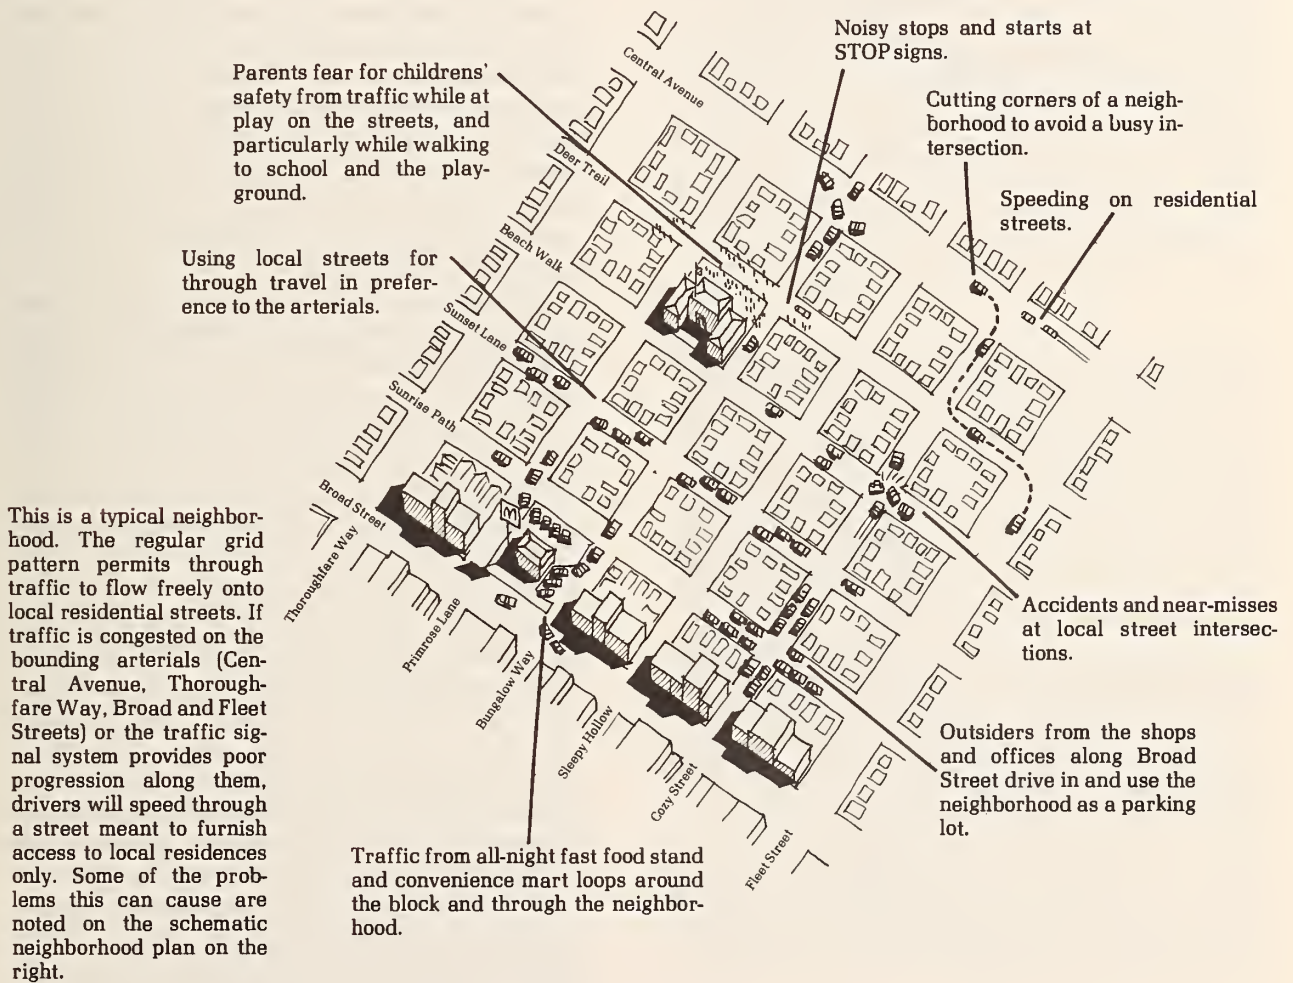 Noisy stops and starts at
STOP signs.
Parents fear for childrens'
safety from traffic while at
play on the streets, and
particularly while walking
to school and the play-
ground.
Cutting corners of a neigh-
borhood to avoid a busy in-
tersection.
Speeding on residential
streets.
Using local streets for
through travel in prefer-
ence to the arterials.
Central Avenue
Deer Trail
Beach Walk
Sunset Lane
Sunrise Path
Broad Street
Thoroughfare Way
Primrose Lane
Bungalow Way
Sleepy Hollow
Cozy Street
Fleet Street
This is a typical neighbor-
hood. The regular grid
pattern permits through
traffic to flow freely onto
local residential streets. If
traffic is congested on the
bounding arterials (Cen-
tral Avenue, Thorough-
fare Way, Broad and Fleet
Streets) or the traffic sig-
nal system provides poor
progression along them,
drivers will speed through
a street meant to furnish
access to local residences
only. Some of the prob-
lems this can cause are
noted on the schematic
neighborhood plan on the
right.
Accidents and near-misses
at local street intersec-
tions.
Outsiders from the shops
and offices along Broad
Street drive in and use the
neighborhood as a parking
lot.
Traffic from all-night fast food stand
and convenience mart loops around
the block and through the neighbor-
hood.